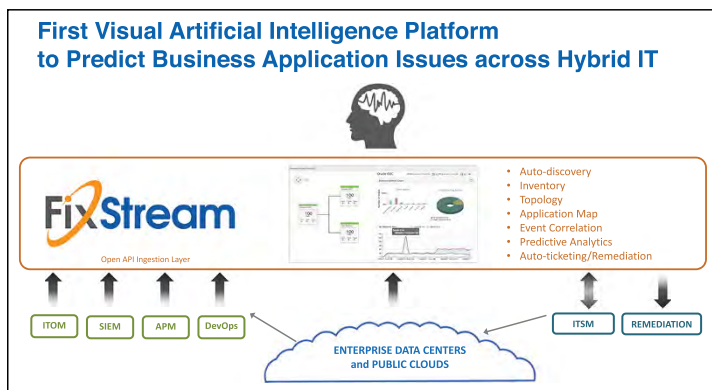 First Visual Artificial Intelligence Platform
to Predict Business Application Issues across Hybrid IT
FixStream
Open API Ingestion Layer
• Auto-discovery
• Inventory
• Topology
• Application Map
• Event Correlation
• Predictive Analytics
• Auto-ticketing/Remediation
ITOM
SIEM
APM
DevOps
ITSM
REMEDIATION
ENTERPRISE DATA CENTERS
and PUBLIC CLOUDS